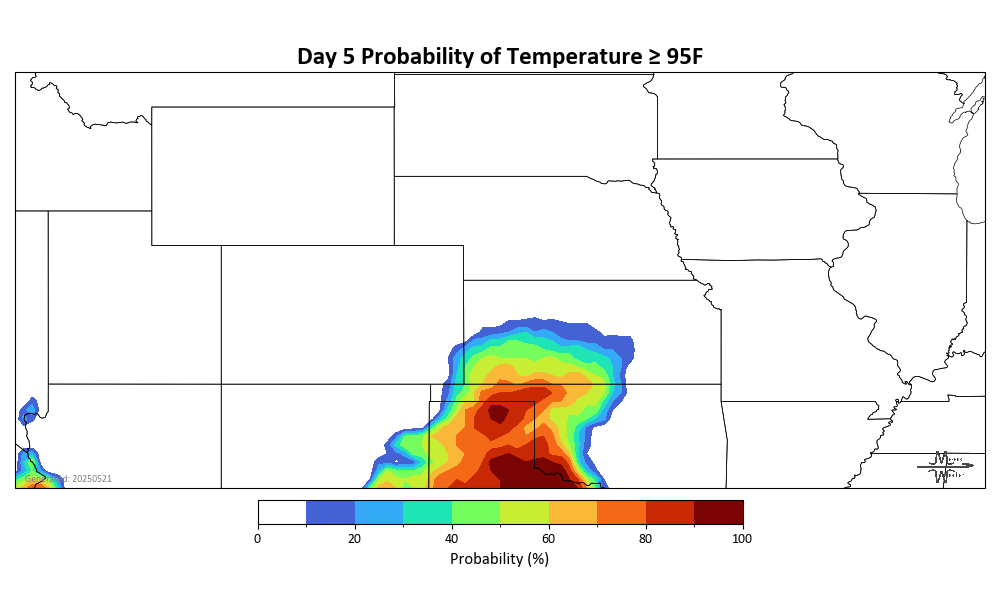 Day 5 Probability of Temperature ≥ 95F
Generated: 20250521
0 20 40 60 80 100
Probability (%)